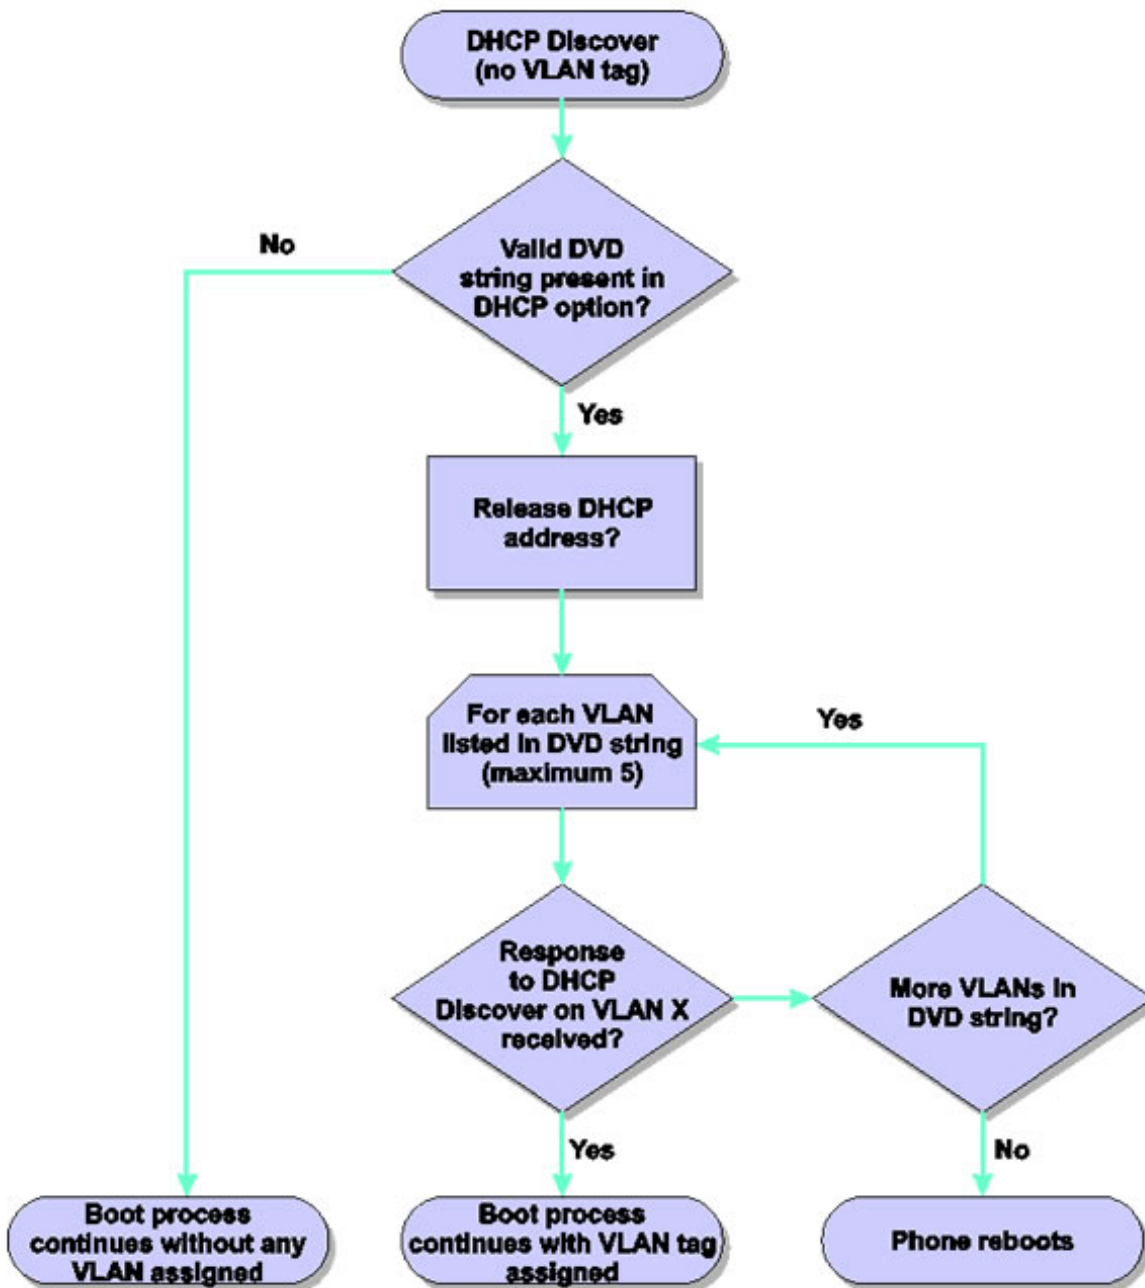 DHCP Discover
(no VLAN tag)
No
Valid DVD
string present in
DHCP option?
Yes
Release DHCP
address?
For each VLAN
listed in DVD string
(maximum 5)
Yes
Response
to DHCP
Discover on VLAN X
received?
More VLANs in
DVD string?
Yes
No
Boot process
continues without any
VLAN assigned
Boot process
continues with VLAN tag
assigned
Phone reboots